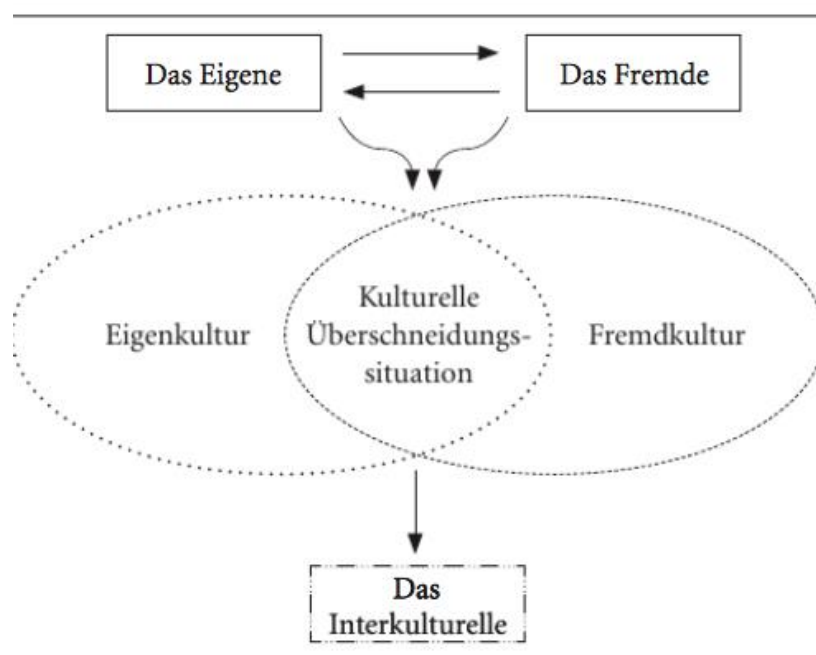 Das Eigene
Das Fremde
Eigenkultur
Kulturelle
Überschneidungs-
situation
Fremdkultur
Das
Interkulturelle